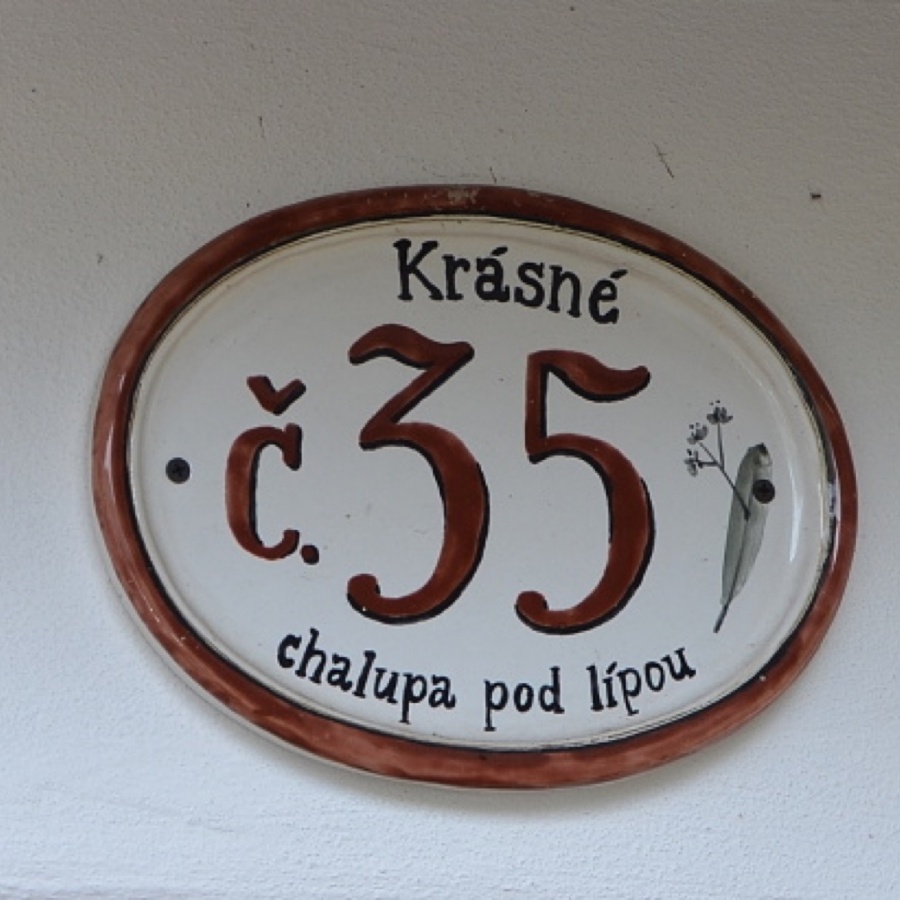 Krásné
č. 35
chalupa pod lípou